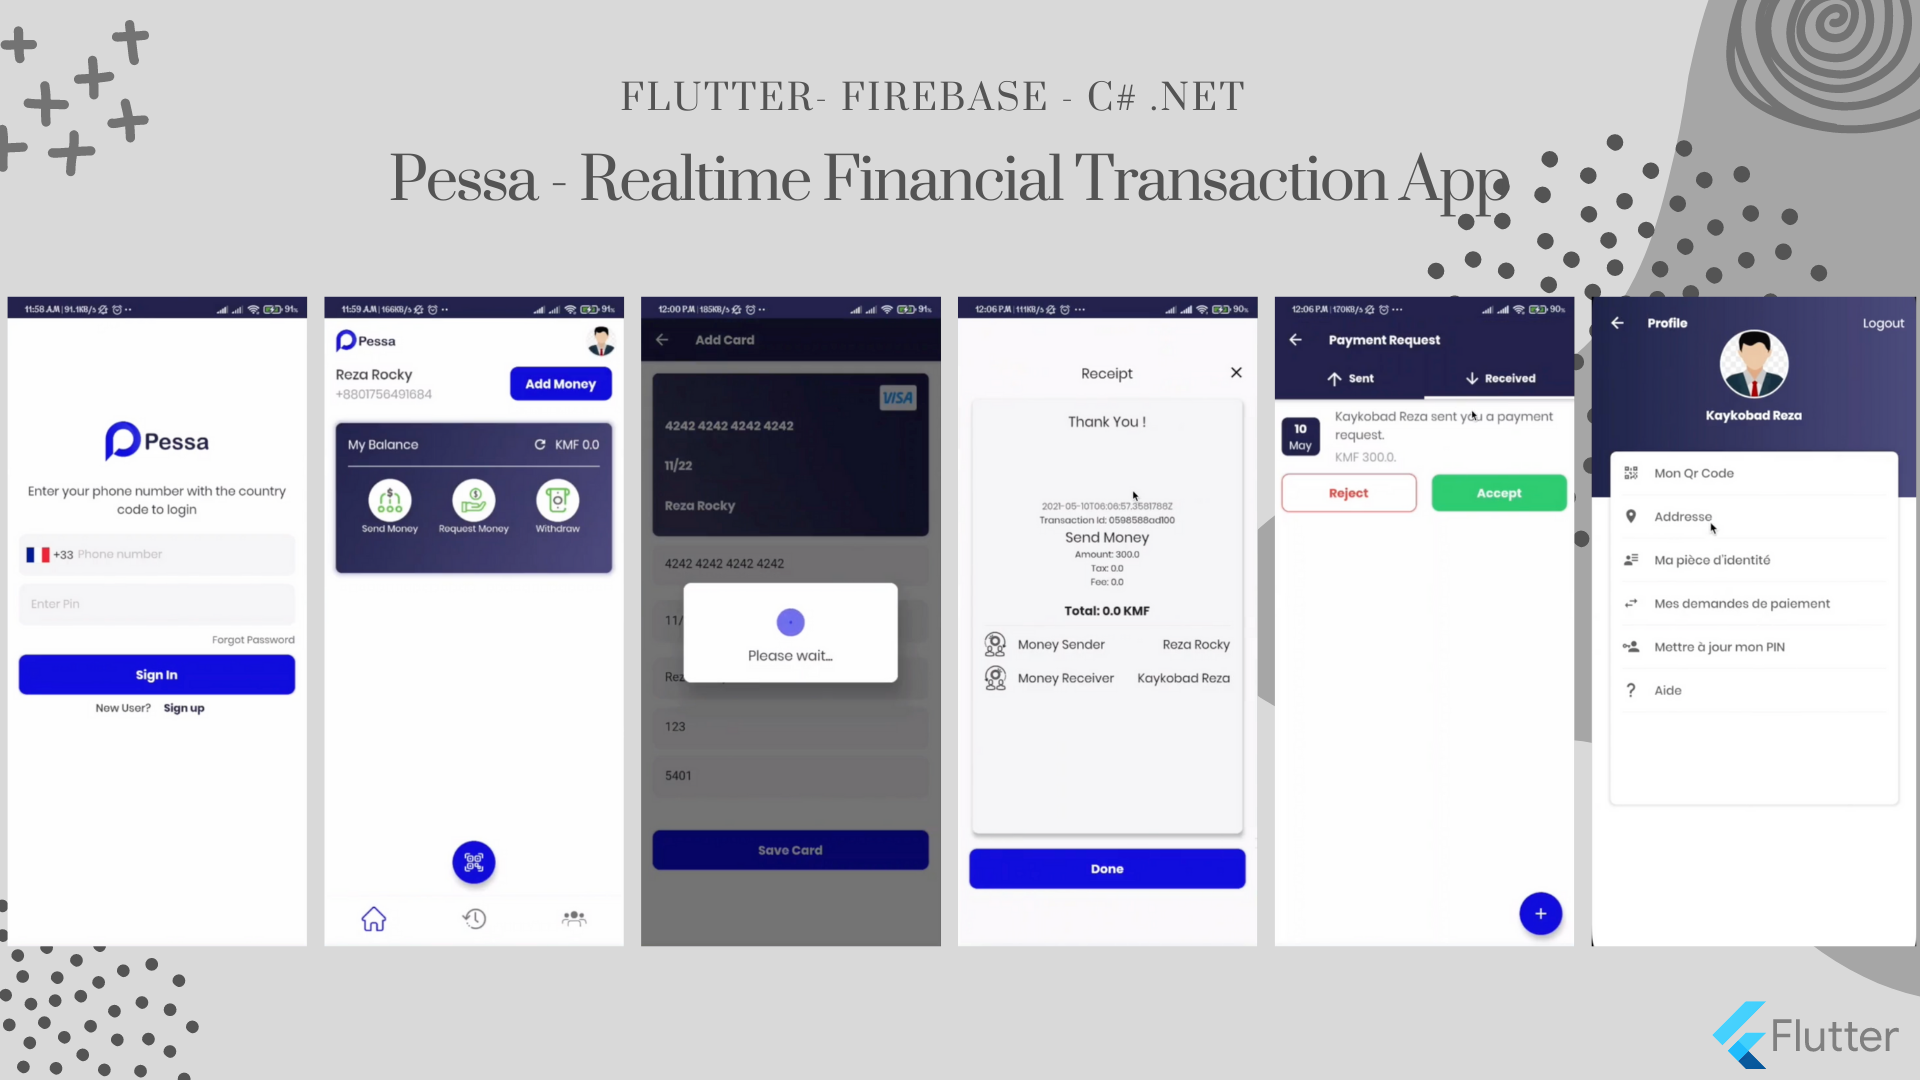 FLUTTER- FIREBASE - C# .NET
Pessa - Realtime Financial Transaction App
11:58 A.M | 91.1KB/s
91%
Pessa
Enter your phone number with the country
code to login
+33 Phone number
Enter Pin
Forgot Password
Sign In
New User? Sign up
11:59 A.M | 166KB/s
91%
Pessa
Reza Rocky
+8801756491684
Add Money
My Balance
KMF 0.0
Send Money
Request Money
Withdraw
12:00 P.M | 185KB/s
91%
Add Card
VISA
4242 4242 4242 4242
11/22
Reza Rocky
4242 4242 4242 4242
11/
Rez
Please wait...
123
5401
Save Card
12:06 P.M | 111KB/s
90%
Receipt
Thank You !
2021-05-10T06:06:57.3581788Z
Transaction Id: 0598588ad100
Send Money
Amount: 300.0
Tax: 0.0
Fee: 0.0
Total: 0.0 KMF
Money Sender Reza Rocky
Money Receiver Kaykobad Reza
Done
12:06 P.M | 170KB/s
90%
Payment Request
Sent
Received
10
May
Kaykobad Reza sent you a payment
request.
KMF 300.0.
Reject
Accept
Profile
Logout
Kaykobad Reza
Mon Qr Code
Addresse
Ma pièce d'identité
Mes demandes de paiement
Mettre à jour mon PIN
Aide
Flutter